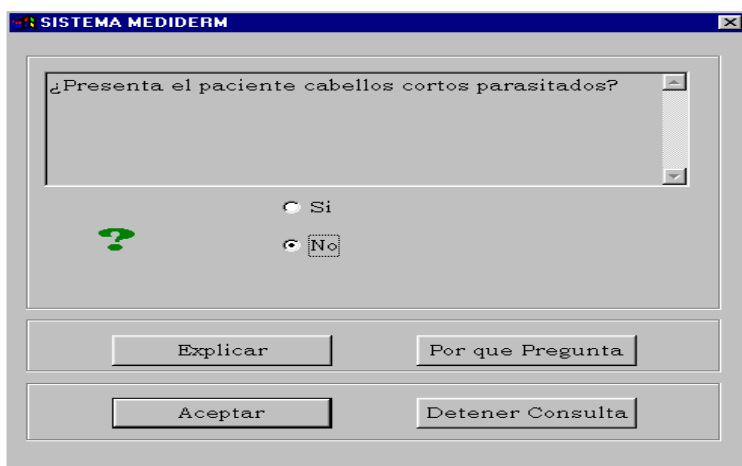 SISTEMA MEDIDERM
¿Presenta el paciente cabellos cortos parasitados?
Si
?
No
Explicar
Por que Pregunta
Aceptar
Detener Consulta